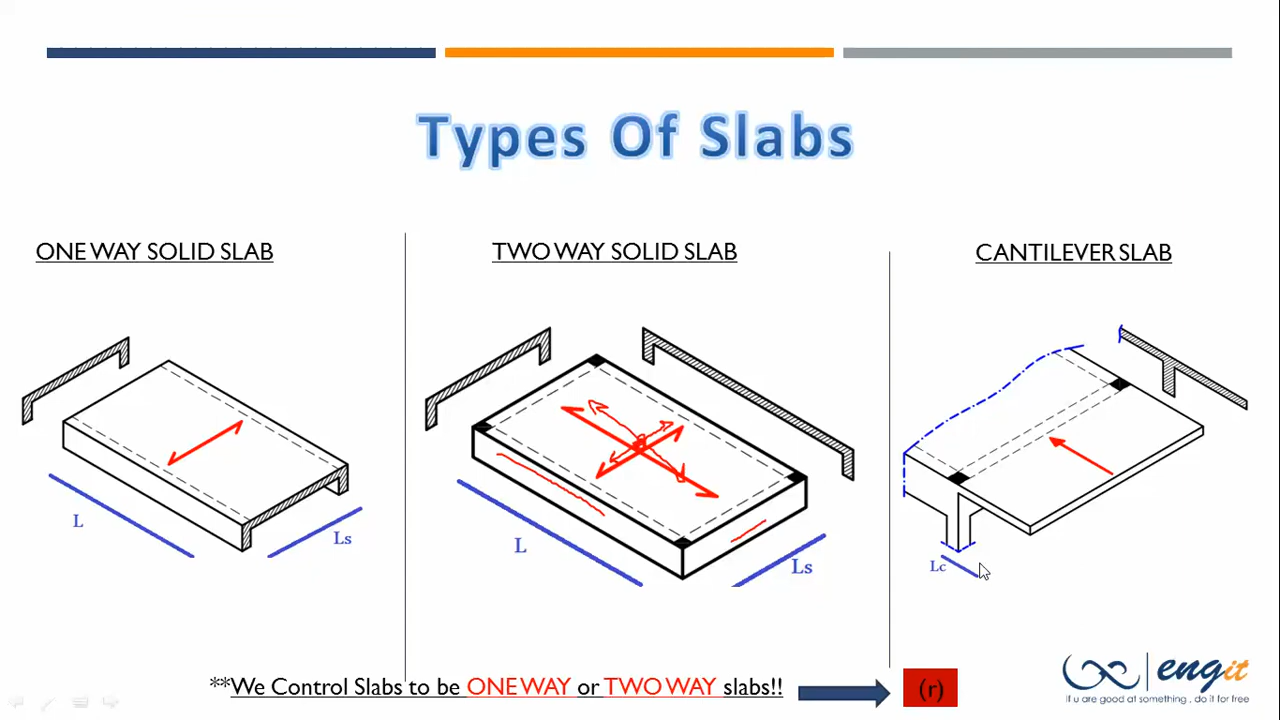 Types Of Slabs
ONE WAY SOLID SLAB
TWO WAY SOLID SLAB
CANTILEVER SLAB
L
Ls
L
Ls
Lc
**We Control Slabs to be ONE WAY or TWO WAY slabs!!
(r)
engit
if u are good at something , do it for free